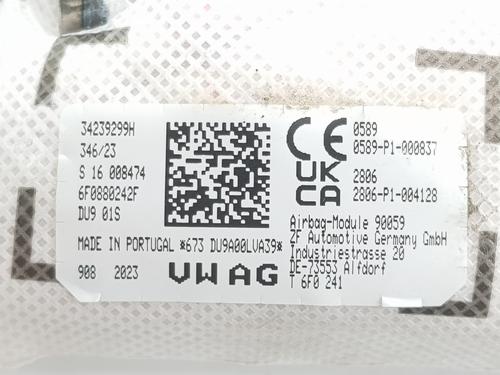 34239299H
346/23
S 16 008474
6F0880242F
DU9 01S
MADE IN PORTUGAL *673 DU9A00LVA39*
908 2023
VW AG
CE
0589
0589-P1-000837
UK
CA
2806
2806-P1-004128
Airbag-Module 90059
ZF Automotive Germany GmbH
Industriestrasse 20
DE-73553 Alfdorf
T 6F0 241